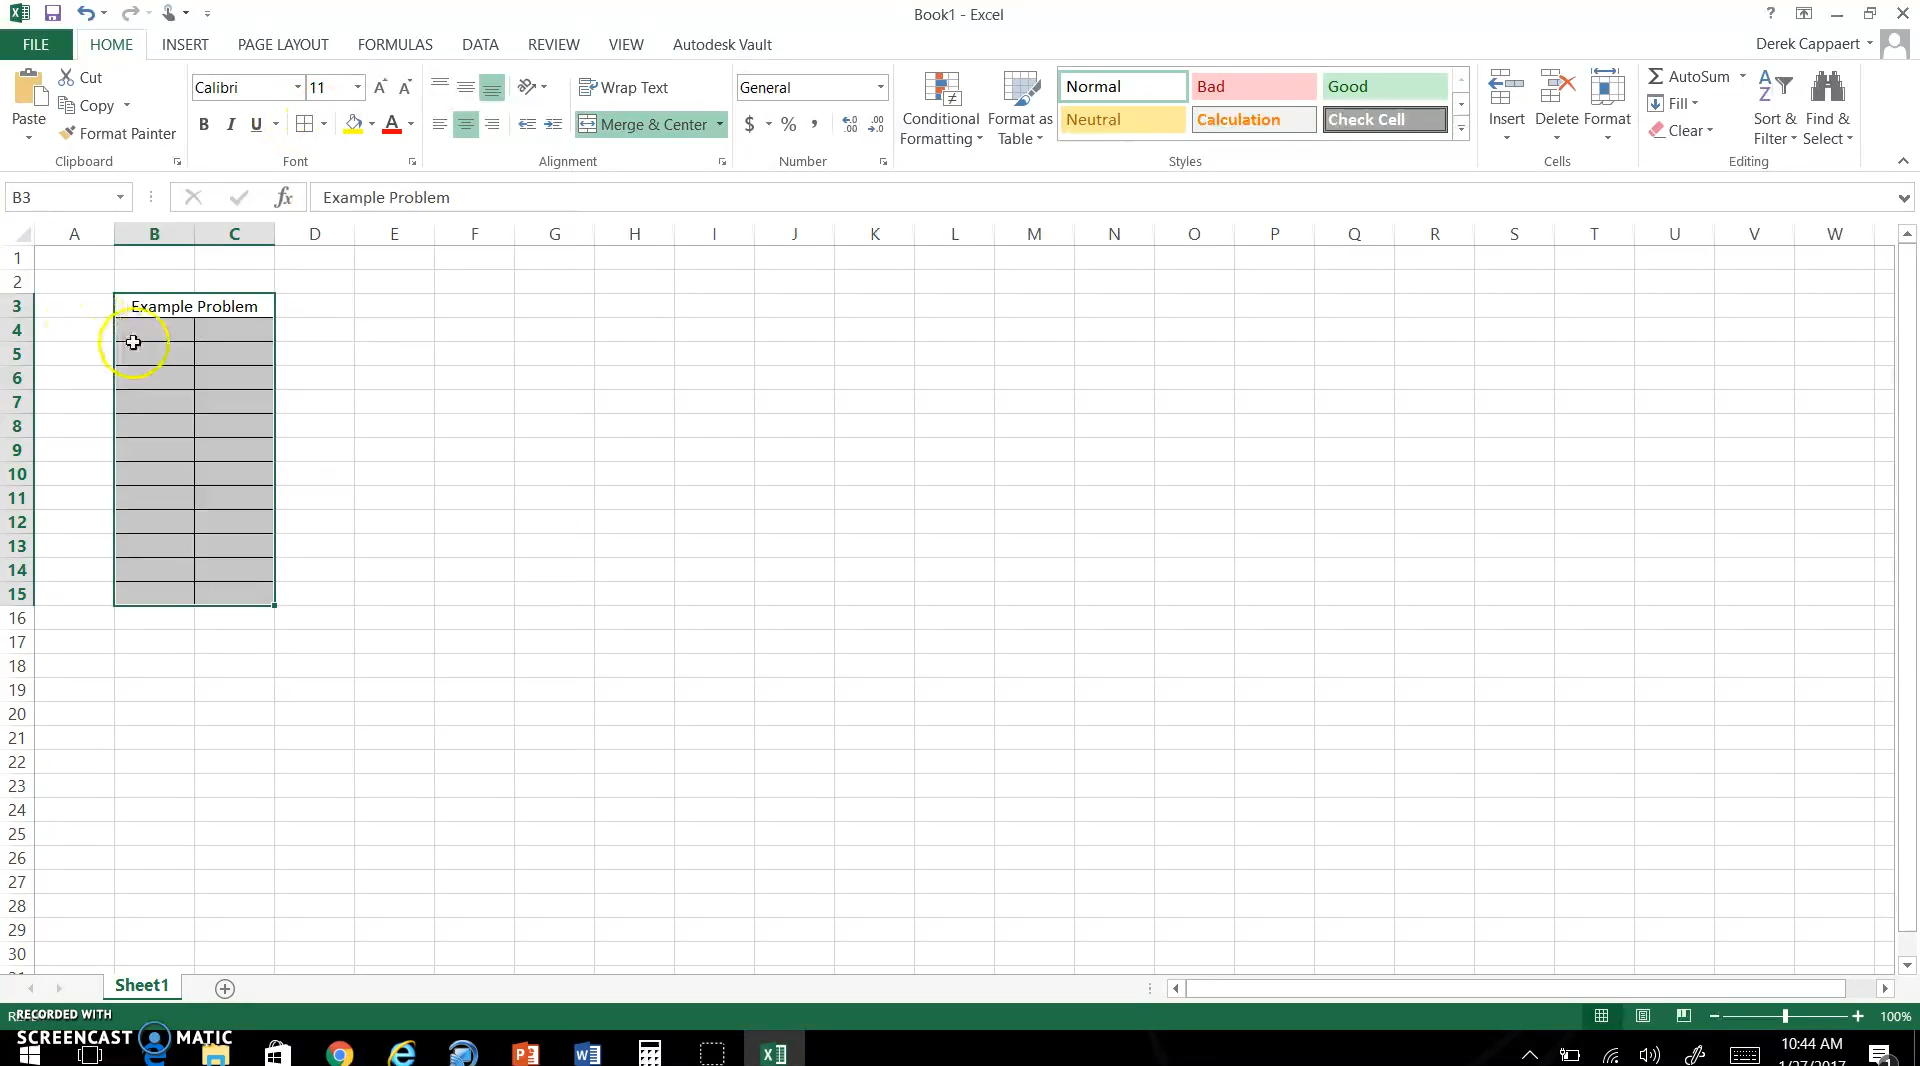 Book1 - Excel
?
FILE HOME INSERT PAGE LAYOUT FORMULAS DATA REVIEW VIEW Autodesk Vault
Derek Cappaert
Paste
Cut
Copy
Format Painter
Clipboard
Calibri 11 A A
B I U A
Font
Wrap Text
Merge & Center
Alignment
General
$ % ,
Number
Conditional
Formatting
Format as
Table
Normal Bad Good
Neutral Calculation Check Cell
Styles
Insert Delete Format
Cells
AutoSum
Fill
Clear
Sort &
Filter
Find &
Select
Editing
B3 fx Example Problem
A B C D E F G H I J K L M N O P Q R S T U V W
1
2
3 Example Problem
4
5
6
7
8
9
10
11
12
13
14
15
16
17
18
19
20
21
22
23
24
25
26
27
28
29
30
Sheet1
RECORDED WITH
SCREENCAST MATIC
100%
10:44 AM
1/27/2017